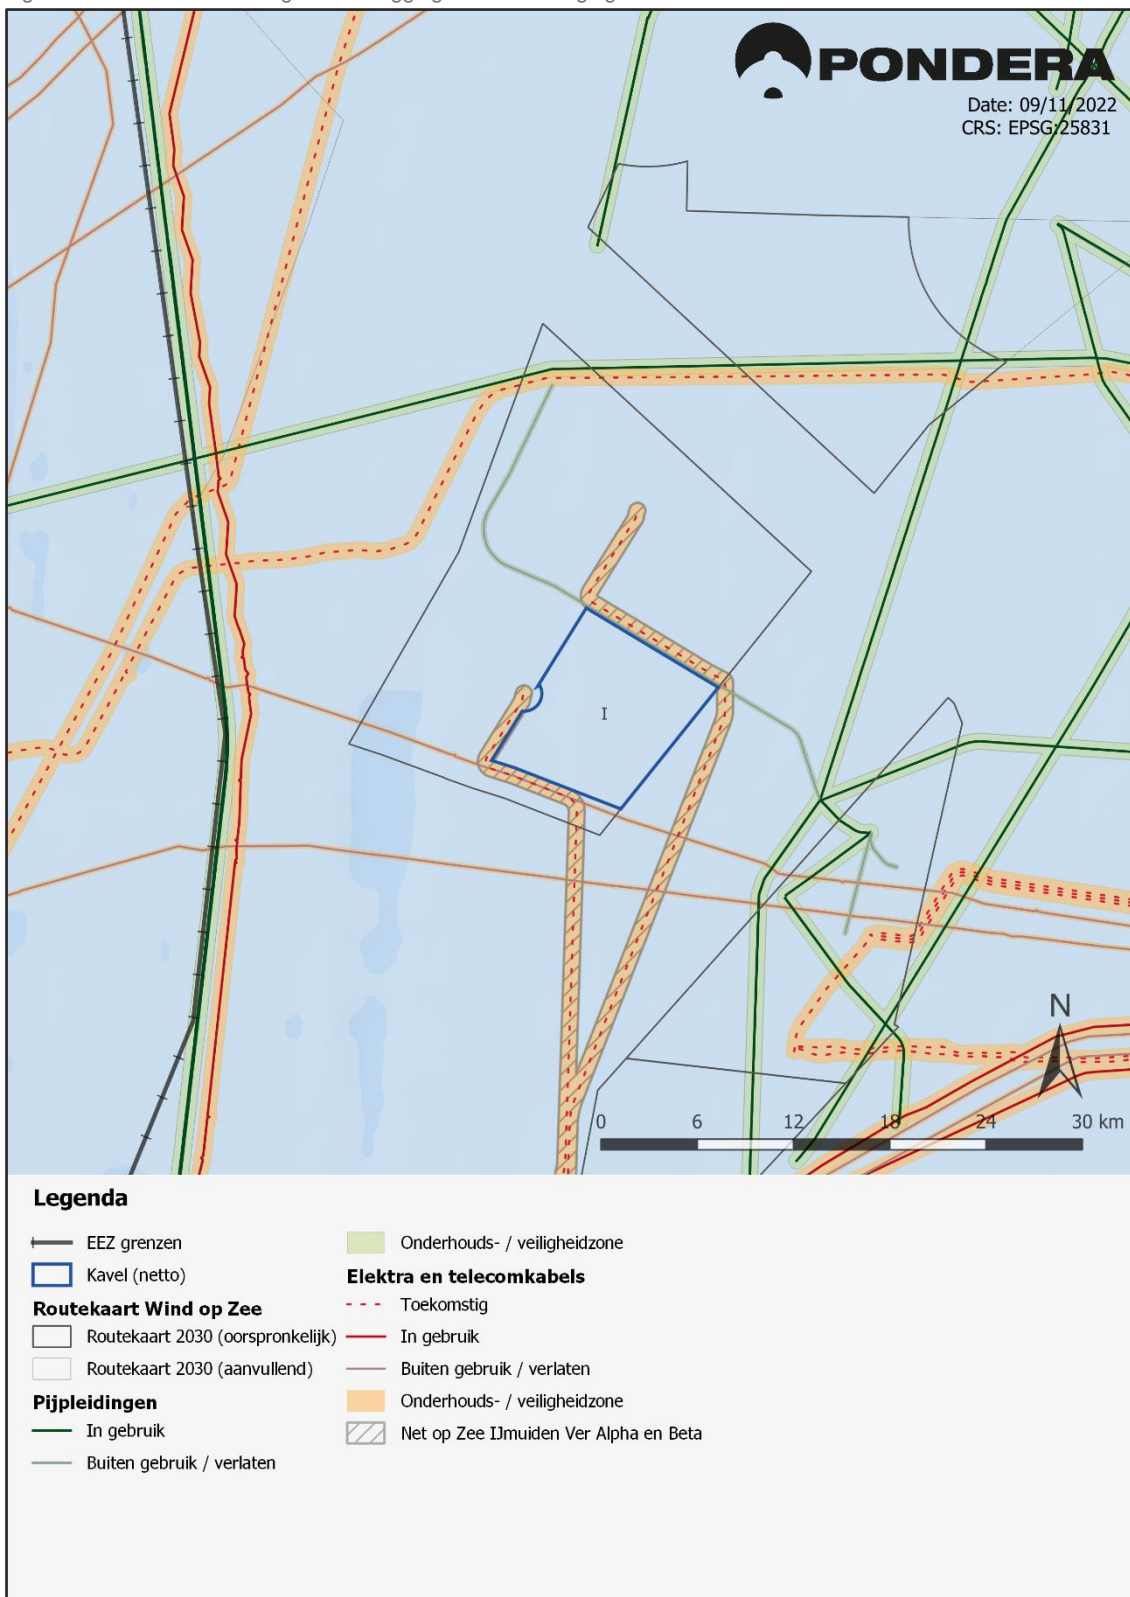 PONDERA
Date: 09/11/2022
CRS: EPSG:25831
I
N
0 6 12 18 24 30 km
Legenda
EEZ grenzen
Kavel (netto)
Routekaart Wind op Zee
Routekaart 2030 (oorspronkelijk)
Routekaart 2030 (aanvullend)
Pijpleidingen
In gebruik
Buiten gebruik / verlaten
Onderhouds- / veiligheidzone
Elektra en telecomkabels
Toekomstig
In gebruik
Buiten gebruik / verlaten
Onderhouds- / veiligheidzone
Net op Zee IJmuiden Ver Alpha en Beta